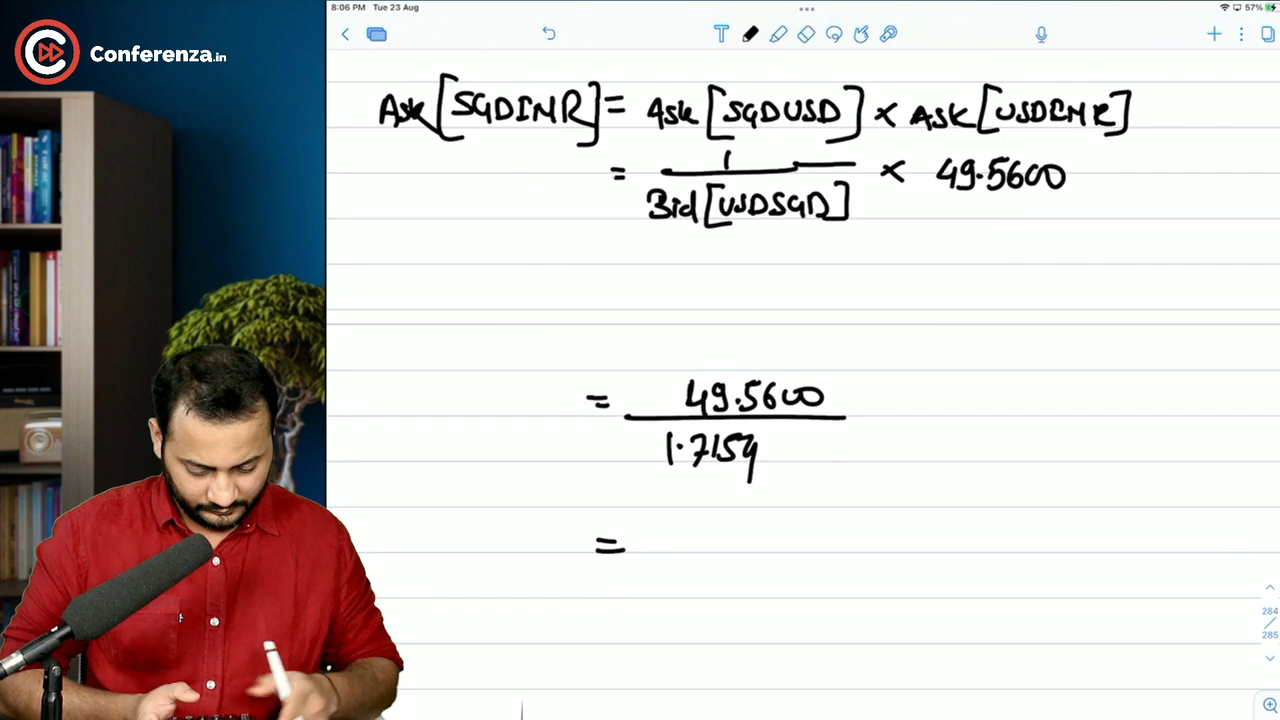 8:06 PM Tue 23 Aug
57%
Conferenza.in
Ask[SGDINR] = Ask[SGDUSD] × ASK[USDINR]
= 1 / Bid[USDSGD] × 49.5600
= 49.5600
1.7154
=
284
285